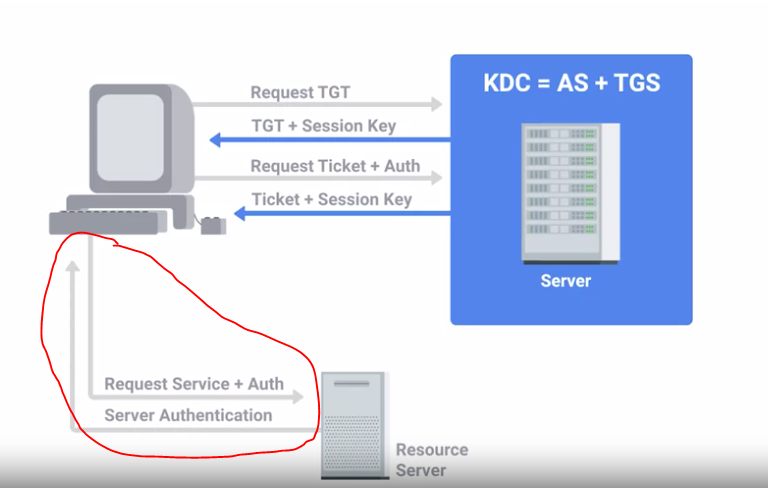 KDC = AS + TGS
Request TGT
TGT + Session Key
Request Ticket + Auth
Ticket + Session Key
Server
Request Service + Auth
Server Authentication
Resource
Server